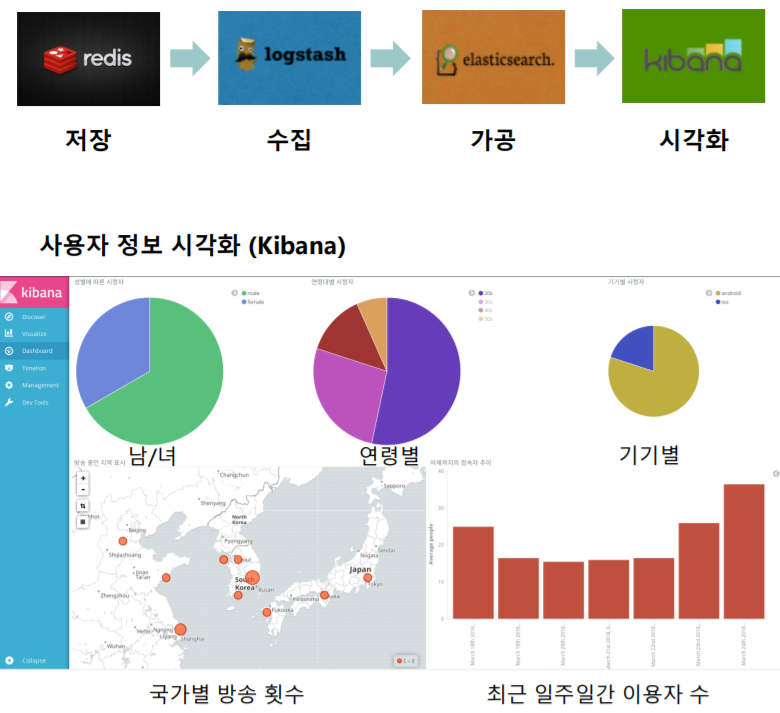 redis
logstash
elasticsearch.
kibana
저장
수집
가공
시각화
사용자 정보 시각화 (Kibana)
kibana
Discover
Visualize
Dashboard
Timelion
Management
Dev Tools
Collapse
성별에 따른 시청자
male
female
연령대별 시청자
20s
30s
40s
기기별 시청자
android
ios
남/녀
연령별
기기별
방송 중인 지역 표시
Changchun
Sapporo
Shenyang
North
Korea
Beijing
Pyongyang
Shijiazhuang
Sendai
Niigata
Jinan
Tai'an
South
Korea
Busan
Japan
Tokyo
Zhengzhou
Hiroshima
Fukuoka
Hefei
Nanjing
Shanghai
Wuhan
1 - 3
어제까지의 접속자 추이
Average people
40
30
20
10
0
March 18th 2018,
March 19th 2018,
March 20th 2018,
March 21st 2018,
March 22nd 2018,
March 23rd 2018,
March 24th 2018,
국가별 방송 횟수
최근 일주일간 이용자 수